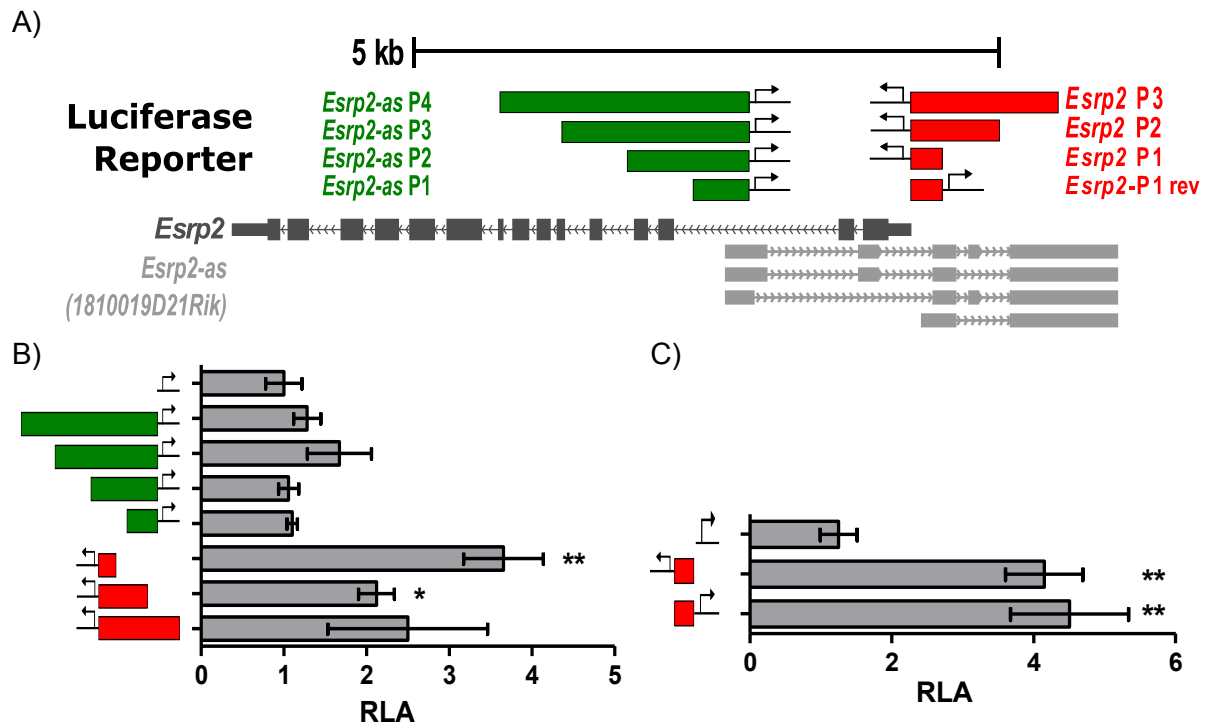 A)
5 kb
Luciferase
Reporter
Esrp2-as P4
Esrp2-as P3
Esrp2-as P2
Esrp2-as P1
Esrp2 P3
Esrp2 P2
Esrp2 P1
Esrp2-P1 rev
Esrp2
Esrp2-as
(1810019D21Rik)
B)
**
*
0 1 2 3 4 5
RLA
C)
**
**
0 2 4 6
RLA